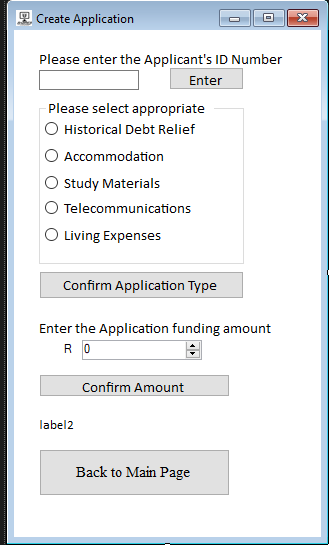 Create Application
Please enter the Applicant's ID Number
Enter
Please select appropriate
Historical Debt Relief
Accommodation
Study Materials
Telecommunications
Living Expenses
Confirm Application Type
Enter the Application funding amount
R 0
Confirm Amount
label2
Back to Main Page